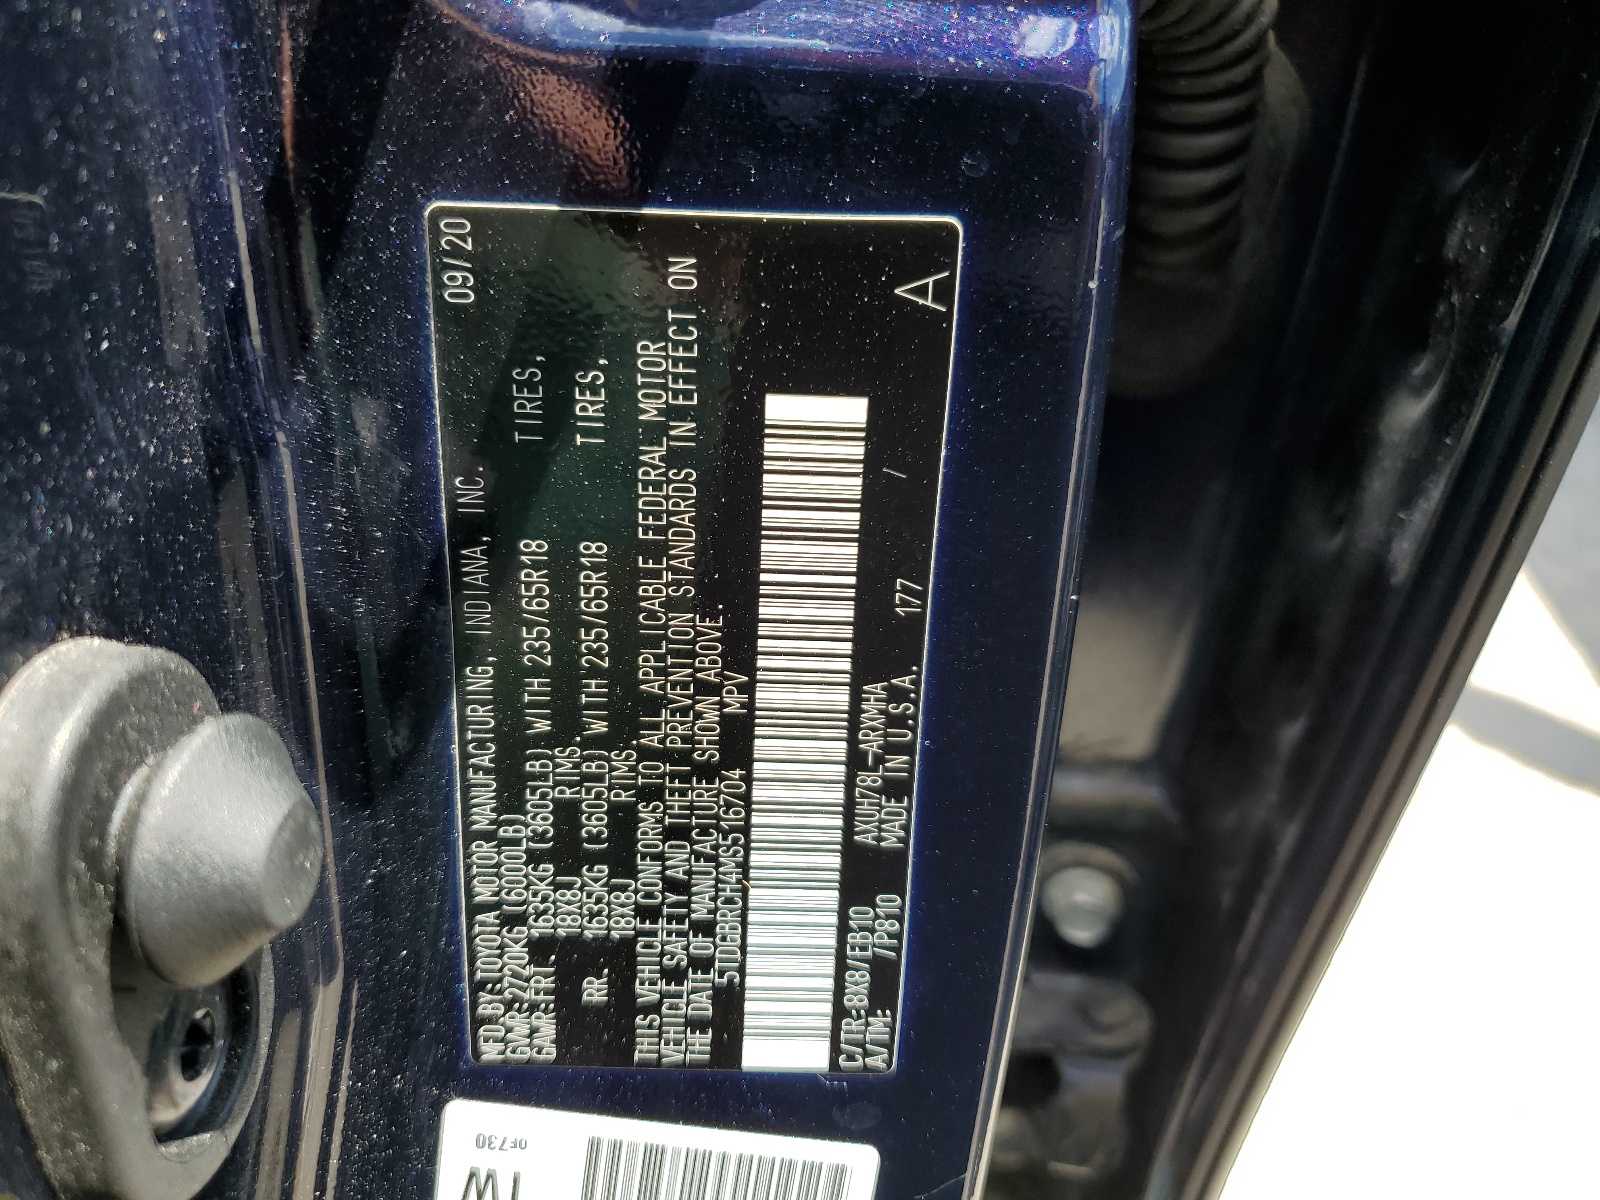 MFD.BY:TOYOTA MOTOR MANUFACTURING, INDIANA, INC. 09/20
GVWR:2720KG (6000LB)
GAWR:FRT. 1635KG (3605LB) WITH 235/65R18 TIRES,
18X8J RIMS,
RR. 1635KG (3605LB) WITH 235/65R18 TIRES,
18X8J RIMS
THIS VEHICLE CONFORMS TO ALL APPLICABLE FEDERAL MOTOR
VEHICLE SAFETY AND THEFT PREVENTION STANDARDS IN EFFECT ON
THE DATE OF MANUFACTURE SHOWN ABOVE.
5TDGBRCH4MS516704 MPV
C/TR:8X8/EB10 AXUH78L-ARXMHA
A/TM: /P810 MADE IN U.S.A. 177 / A
0F730